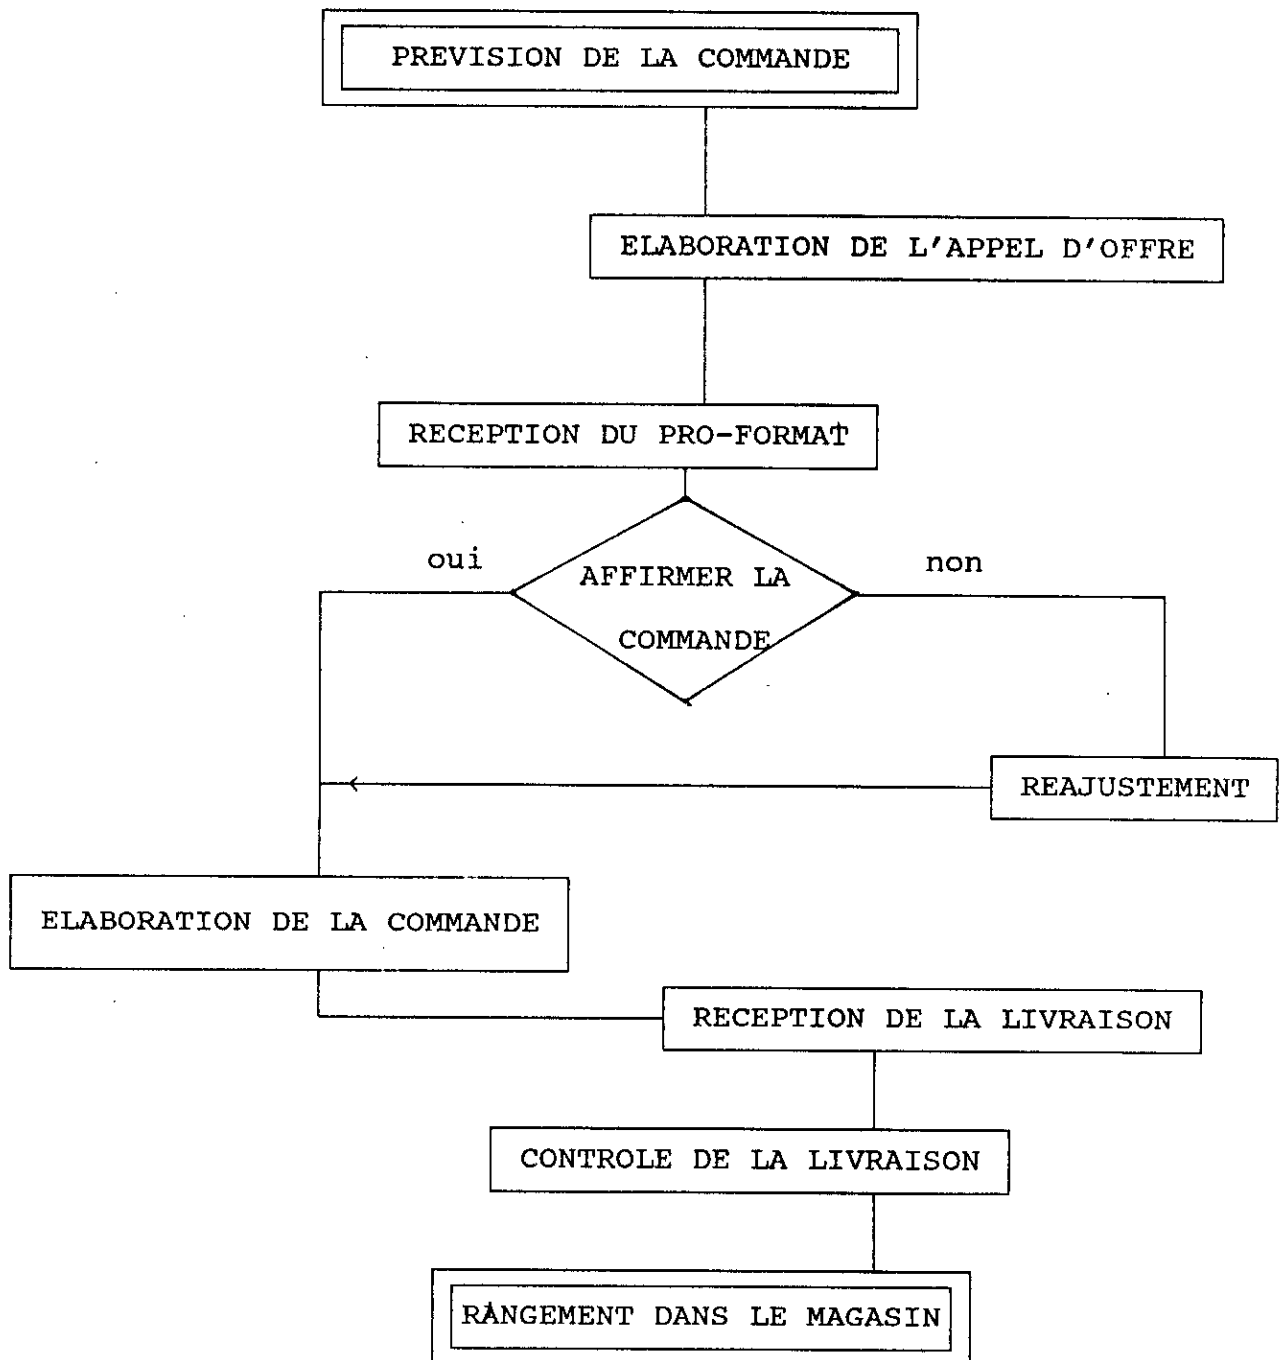 PREVISION DE LA COMMANDE
ELABORATION DE L'APPEL D'OFFRE
RECEPTION DU PRO-FORMAT
oui
AFFIRMER LA
COMMANDE
non
REAJUSTEMENT
ELABORATION DE LA COMMANDE
RECEPTION DE LA LIVRAISON
CONTROLE DE LA LIVRAISON
RANGEMENT DANS LE MAGASIN